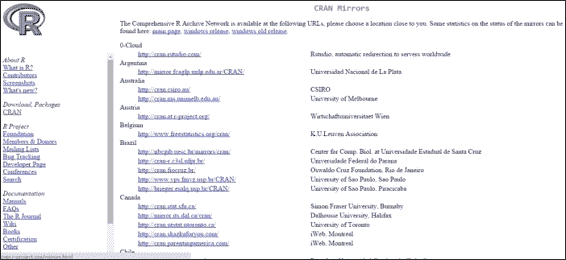 CRAN Mirrors
The Comprehensive R Archive Network is available at the following URLs, please choose a location close to you. Some statistics on the status of the mirrors can be
found here: main page, windows release, windows old release.
0-Cloud
http://cran.rstudio.com/ Rstudio, automatic redirection to servers worldwide
Argentina
http://mirror.fcaglp.unlp.edu.ar/CRAN/ Universidad Nacional de La Plata
Australia
http://cran.csiro.au/ CSIRO
http://cran.ms.unimelb.edu.au/ University of Melbourne
Austria
http://cran.at.r-project.org/ Wirtschaftsuniversitaet Wien
Belgium
http://www.freestatistics.org/cran/ K.U.Leuven Association
Brazil
http://nbcgib.uesc.br/mirrors/cran/ Center for Comp. Biol. at Universidade Estadual de Santa Cruz
http://cran-r.c3sl.ufpr.br/ Universidade Federal do Parana
http://cran.fiocruz.br/ Oswaldo Cruz Foundation, Rio de Janeiro
http://www.vps.fmvz.usp.br/CRAN/ University of Sao Paulo, Sao Paulo
http://brieger.esalq.usp.br/CRAN/ University of Sao Paulo, Piracicaba
Canada
http://cran.stat.sfu.ca/ Simon Fraser University, Burnaby
http://mirror.its.dal.ca/cran/ Dalhousie University, Halifax
http://cran.utstat.utoronto.ca/ University of Toronto
http://cran.skazkaforyou.com/ iWeb, Montreal
http://cran.parentingamerica.com/ iWeb, Montreal
Chile
R
About R
What is R?
Contributors
Screenshots
What's new?
Download, Packages
CRAN
R Project
Foundation
Members & Donors
Mailing Lists
Bug Tracking
Developer Page
Conferences
Search
Documentation
Manuals
FAQs
The R Journal
Wiki
Books
Certification
Other